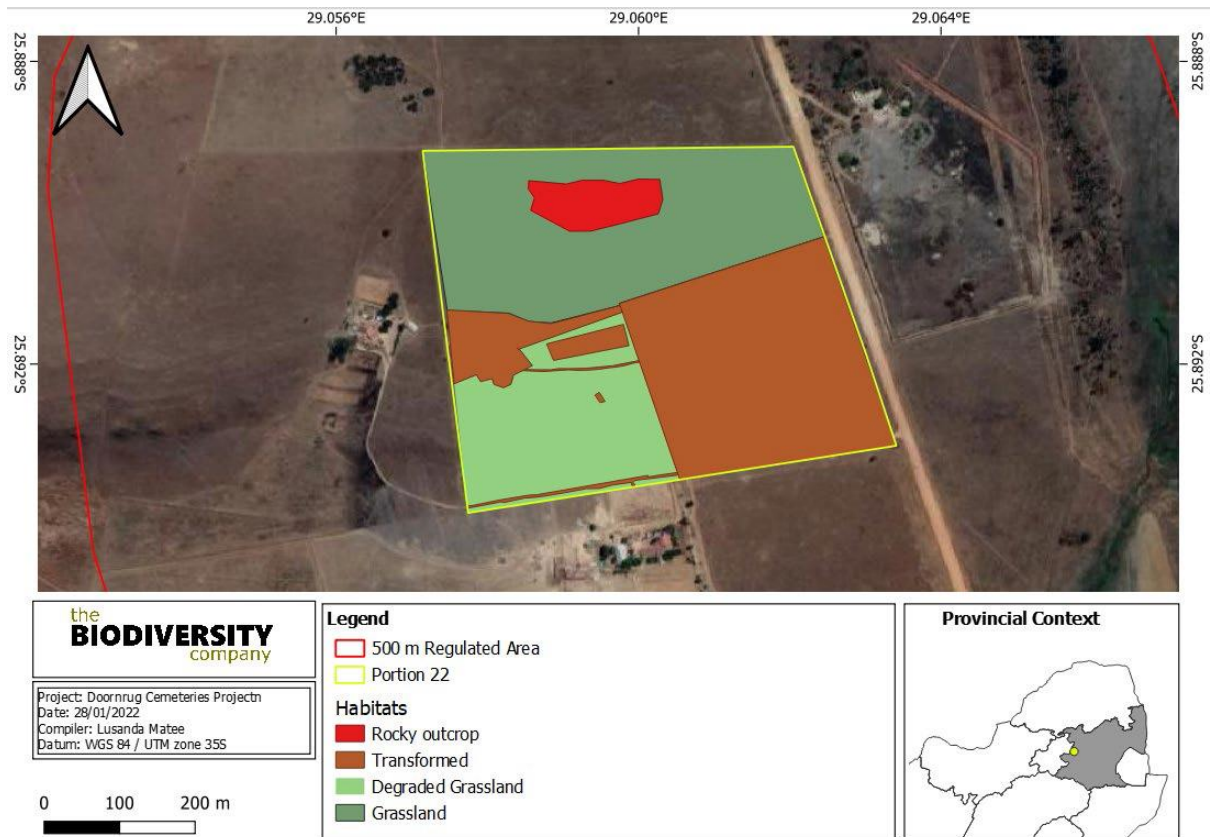 29.056°E 29.060°E 29.064°E
25.888°S 25.888°S
25.892°S 25.892°S
the
BIODIVERSITY
company
Project: Doornrug Cemeteries Projectn
Date: 28/01/2022
Compiler: Lusanda Matee
Datum: WGS 84 / UTM zone 35S
0 100 200 m
Legend
500 m Regulated Area
Portion 22
Habitats
Rocky outcrop
Transformed
Degraded Grassland
Grassland
Provincial Context